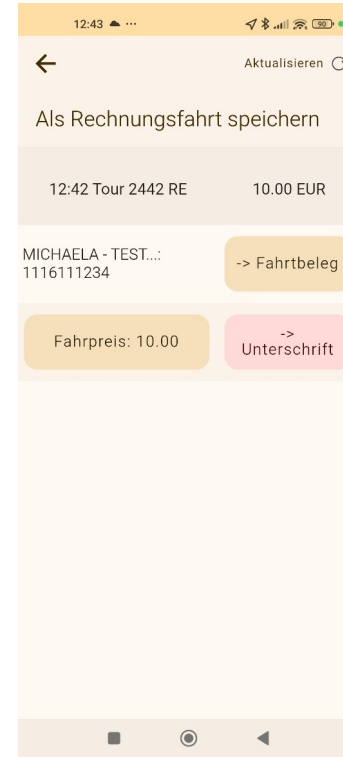 12:43 ...
90
Aktualisieren
Als Rechnungsfahrt speichern
12:42 Tour 2442 RE 10.00 EUR
MICHAELA - TEST...:
1116111234
-> Fahrtbeleg
Fahrpreis: 10.00
->
Unterschrift